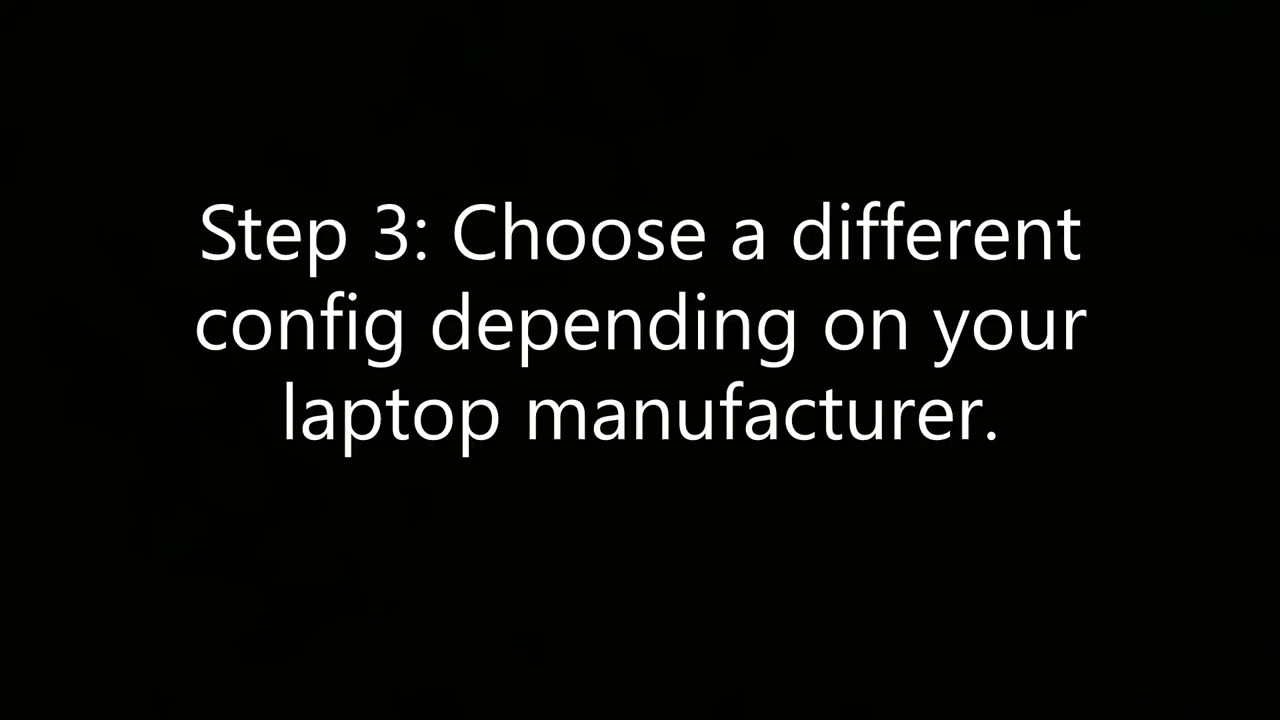 Step 3: Choose a different
config depending on your
laptop manufacturer.